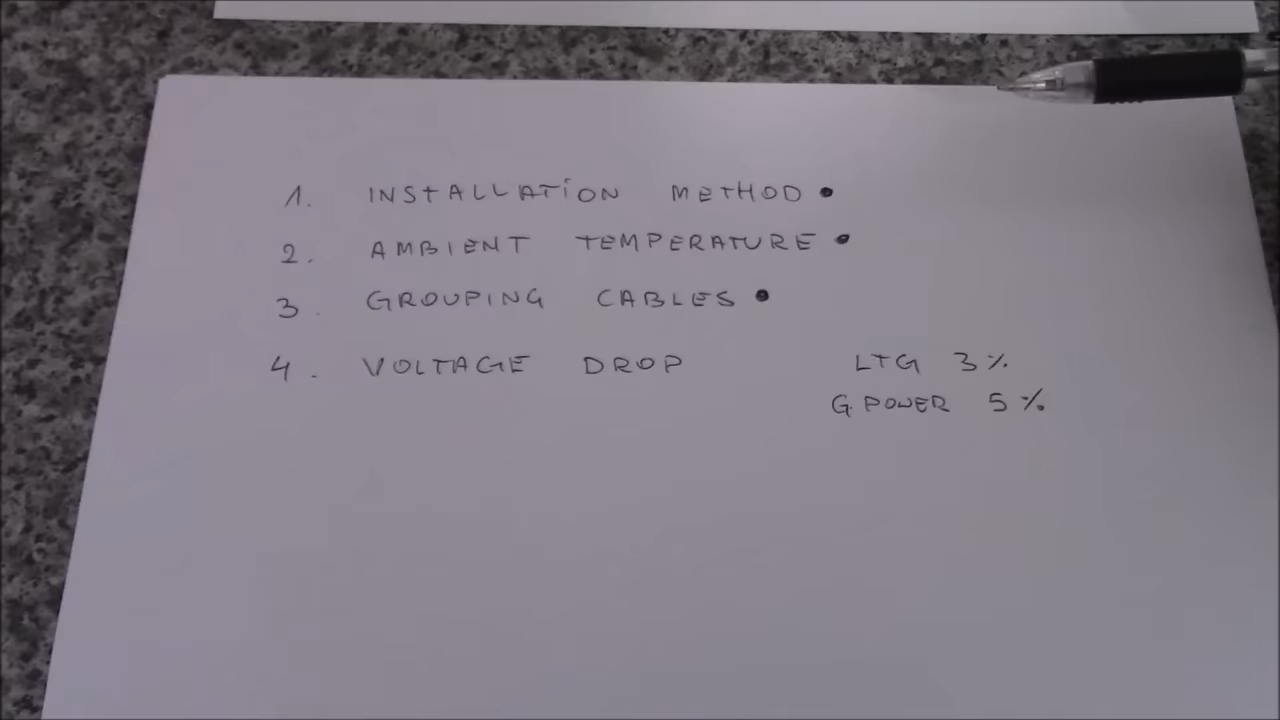 1. INSTALLATION METHOD •
2. AMBIENT TEMPERATURE •
3. GROUPING CABLES •
4. VOLTAGE DROP LTG 3%
G. POWER 5%